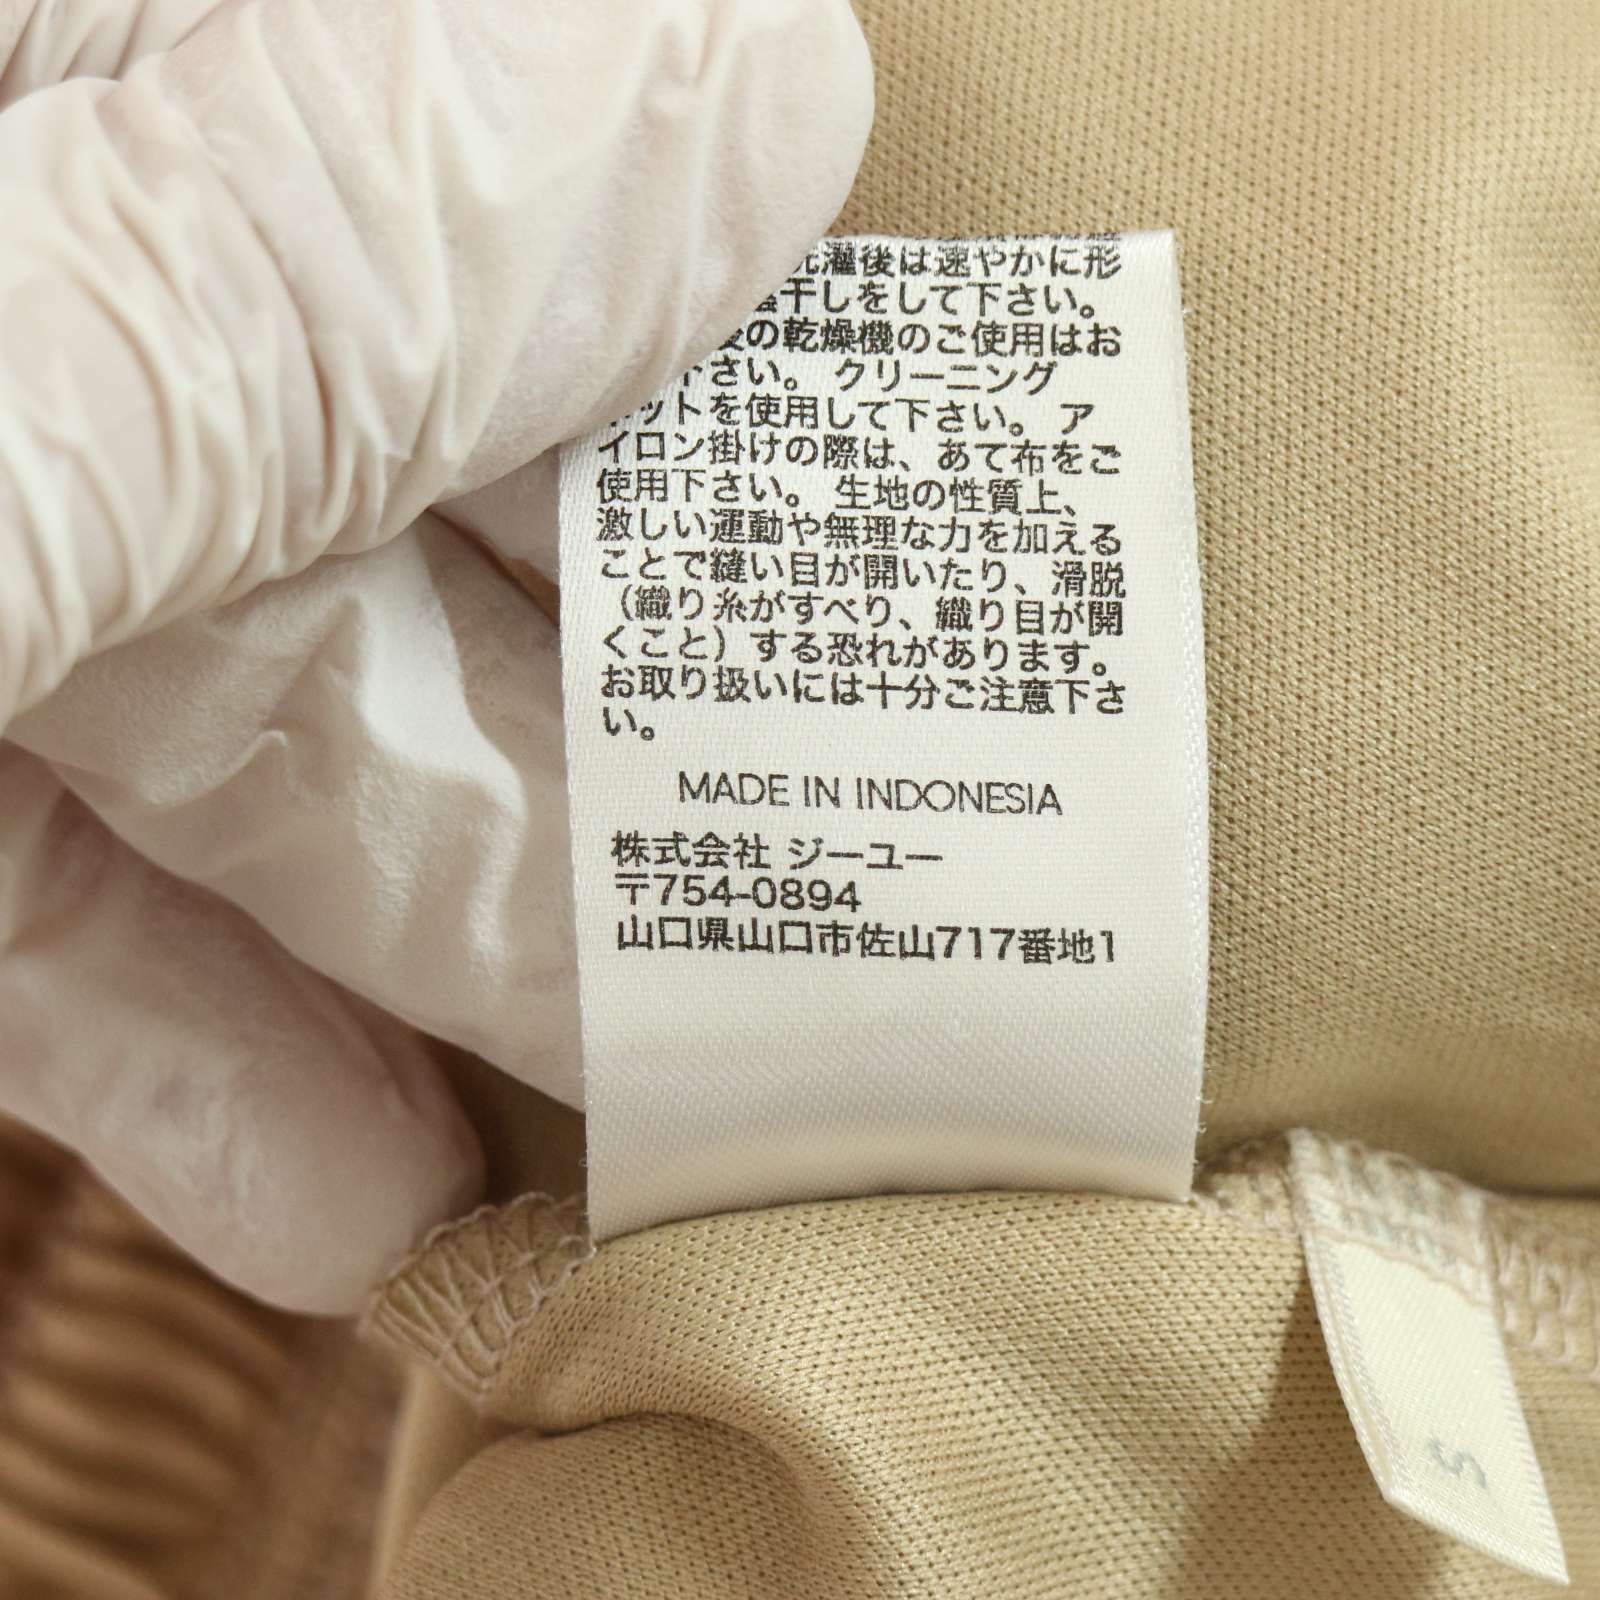 洗濯後は速やかに形
干しをして下さい。
後の乾燥機のご使用はお
下さい。 クリーニング
ネットを使用して下さい。 ア
イロン掛けの際は、あて布をご
使用下さい。 生地の性質上、
激しい運動や無理な力を加える
ことで縫い目が開いたり、滑脱
（織り糸がすべり、織り目が開
くこと）する恐れがあります。
お取り扱いには十分ご注意下さ
い。
MADE IN INDONESIA
株式会社 ジーユー
〒754-0894
山口県山口市佐山717番地1
S